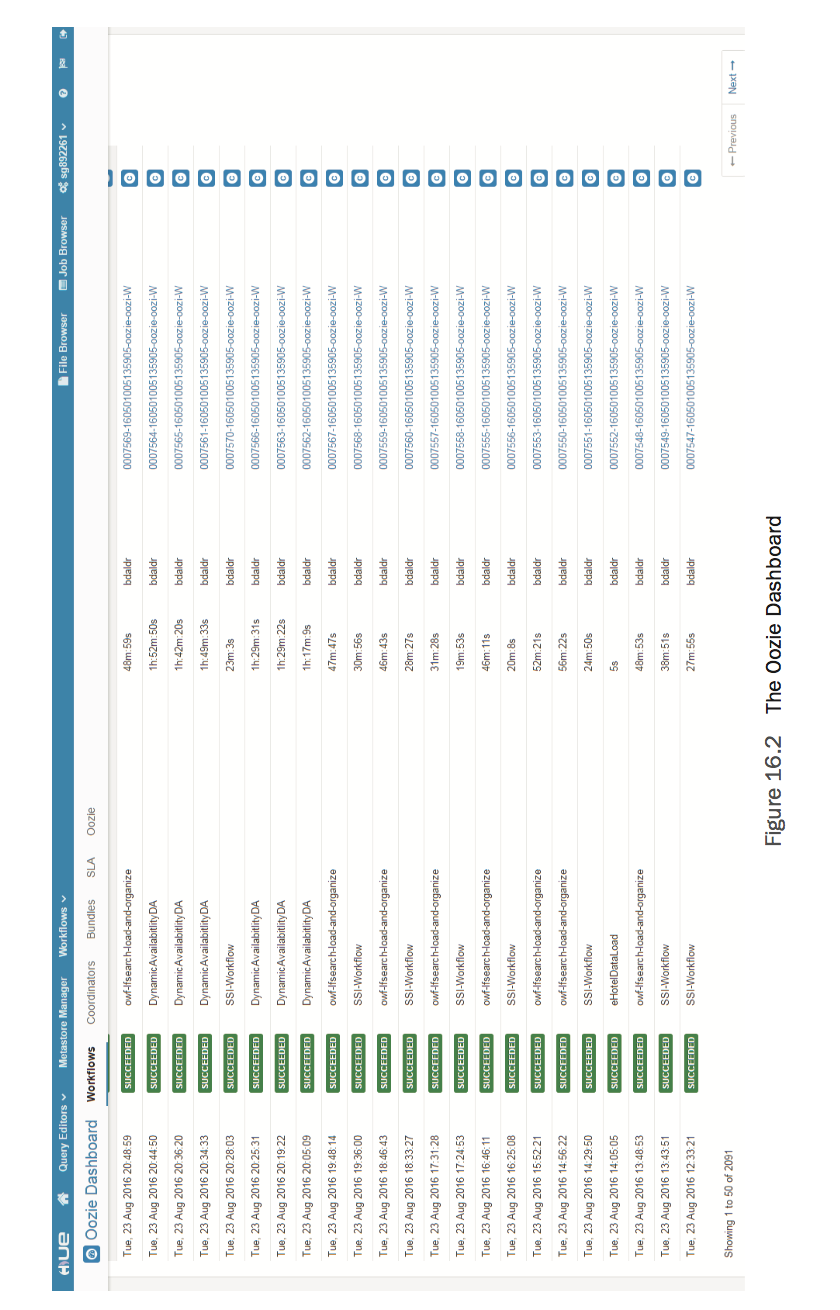 HUE Query Editors Metastore Manager Workflows File Browser Job Browser sg892261
Oozie Dashboard Workflows Coordinators Bundles SLA Oozie
Tue, 23 Aug 2016 20:48:59 SUCCEEDED owf-lfsearch-load-and-organize 48m:59s bdaldr 0007569-160501005135905-oozie-oozi-W C
Tue, 23 Aug 2016 20:44:50 SUCCEEDED DynamicAvailabitlityDA 1h:52m:50s bdaldr 0007564-160501005135905-oozie-oozi-W C
Tue, 23 Aug 2016 20:36:20 SUCCEEDED DynamicAvailabitlityDA 1h:42m:20s bdaldr 0007565-160501005135905-oozie-oozi-W C
Tue, 23 Aug 2016 20:34:33 SUCCEEDED DynamicAvailabitlityDA 1h:49m:33s bdaldr 0007561-160501005135905-oozie-oozi-W C
Tue, 23 Aug 2016 20:28:03 SUCCEEDED SSI-Workflow 23m:3s bdaldr 0007570-160501005135905-oozie-oozi-W C
Tue, 23 Aug 2016 20:25:31 SUCCEEDED DynamicAvailabitlityDA 1h:29m:31s bdaldr 0007566-160501005135905-oozie-oozi-W C
Tue, 23 Aug 2016 20:19:22 SUCCEEDED DynamicAvailabitlityDA 1h:29m:22s bdaldr 0007563-160501005135905-oozie-oozi-W C
Tue, 23 Aug 2016 20:05:09 SUCCEEDED DynamicAvailabitlityDA 1h:17m:9s bdaldr 0007562-160501005135905-oozie-oozi-W C
Tue, 23 Aug 2016 19:48:14 SUCCEEDED owf-lfsearch-load-and-organize 47m:47s bdaldr 0007567-160501005135905-oozie-oozi-W C
Tue, 23 Aug 2016 19:36:00 SUCCEEDED SSI-Workflow 30m:56s bdaldr 0007568-160501005135905-oozie-oozi-W C
Tue, 23 Aug 2016 18:46:43 SUCCEEDED owf-lfsearch-load-and-organize 46m:43s bdaldr 0007559-160501005135905-oozie-oozi-W C
Tue, 23 Aug 2016 18:33:27 SUCCEEDED SSI-Workflow 28m:27s bdaldr 0007560-160501005135905-oozie-oozi-W C
Tue, 23 Aug 2016 17:31:28 SUCCEEDED owf-lfsearch-load-and-organize 31m:28s bdaldr 0007557-160501005135905-oozie-oozi-W C
Tue, 23 Aug 2016 17:24:53 SUCCEEDED SSI-Workflow 19m:53s bdaldr 0007558-160501005135905-oozie-oozi-W C
Tue, 23 Aug 2016 16:46:11 SUCCEEDED owf-lfsearch-load-and-organize 46m:11s bdaldr 0007555-160501005135905-oozie-oozi-W C
Tue, 23 Aug 2016 16:25:08 SUCCEEDED SSI-Workflow 20m:8s bdaldr 0007556-160501005135905-oozie-oozi-W C
Tue, 23 Aug 2016 15:52:21 SUCCEEDED owf-lfsearch-load-and-organize 52m:21s bdaldr 0007553-160501005135905-oozie-oozi-W C
Tue, 23 Aug 2016 14:56:22 SUCCEEDED owf-lfsearch-load-and-organize 56m:22s bdaldr 0007550-160501005135905-oozie-oozi-W C
Tue, 23 Aug 2016 14:29:50 SUCCEEDED SSI-Workflow 24m:50s bdaldr 0007551-160501005135905-oozie-oozi-W C
Tue, 23 Aug 2016 14:05:05 SUCCEEDED eHotelDataLoad 5s bdaldr 0007552-160501005135905-oozie-oozi-W C
Tue, 23 Aug 2016 13:48:53 SUCCEEDED owf-lfsearch-load-and-organize 48m:53s bdaldr 0007548-160501005135905-oozie-oozi-W C
Tue, 23 Aug 2016 13:43:51 SUCCEEDED SSI-Workflow 38m:51s bdaldr 0007549-160501005135905-oozie-oozi-W C
Tue, 23 Aug 2016 12:33:21 SUCCEEDED SSI-Workflow 27m:55s bdaldr 0007547-160501005135905-oozie-oozi-W C
Showing 1 to 50 of 2091 ← Previous Next →
Figure 16.2 The Oozie Dashboard